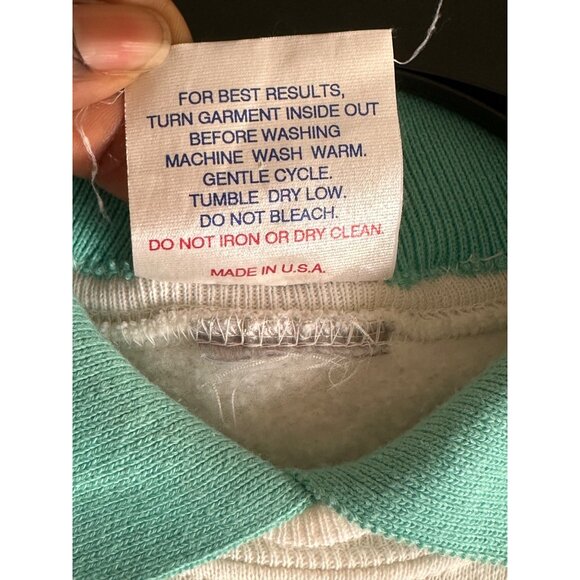 FOR BEST RESULTS,
TURN GARMENT INSIDE OUT
BEFORE WASHING
MACHINE WASH WARM.
GENTLE CYCLE.
TUMBLE DRY LOW.
DO NOT BLEACH.
DO NOT IRON OR DRY CLEAN.
MADE IN U.S.A.